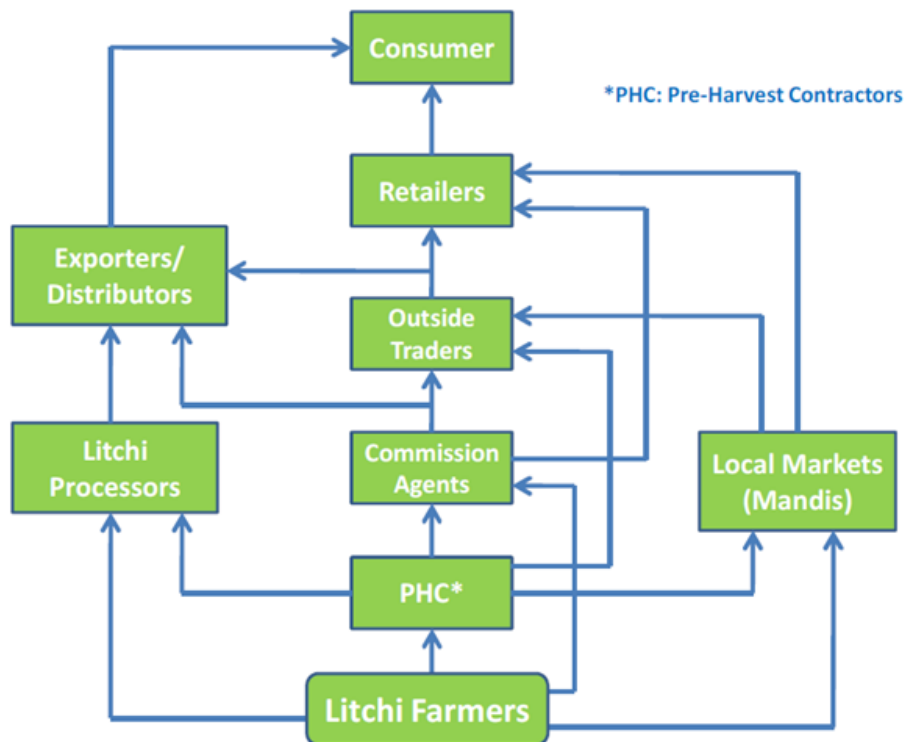 Consumer
*PHC: Pre-Harvest Contractors
Retailers
Exporters/
Distributors
Outside
Traders
Litchi
Processors
Commission
Agents
Local Markets
(Mandis)
PHC*
Litchi Farmers